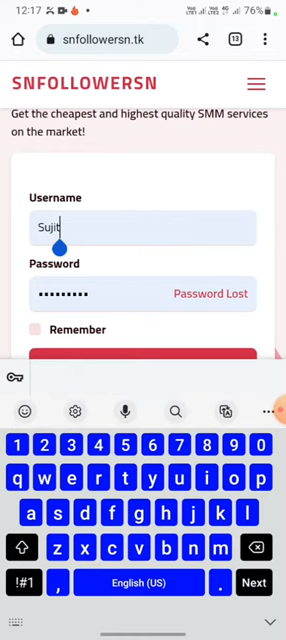 12:17 76%
snfollowersn.tk 13
SNFOLLOWERSN
Get the cheapest and highest quality SMM services
on the market!
Username
Sujit
Password
••••••••• Password Lost
Remember
1 2 3 4 5 6 7 8 9 0
q w e r t y u i o p
a s d f g h j k l
z x c v b n m
!#1 , English (US) . Next